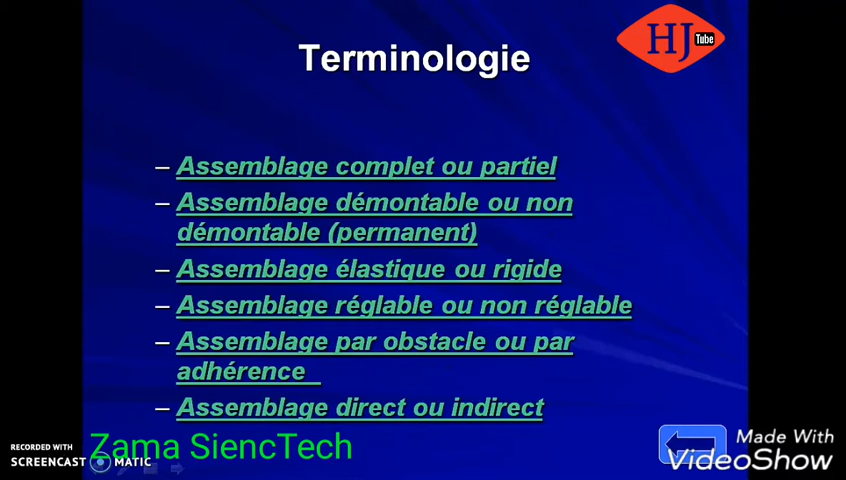 HJ Tube
Terminologie
– Assemblage complet ou partiel
– Assemblage démontable ou non
démontable (permanent)
– Assemblage élastique ou rigide
– Assemblage réglable ou non réglable
– Assemblage par obstacle ou par
adhérence
– Assemblage direct ou indirect
Zama SiencTech
RECORDED WITH
SCREENCAST MATIC
Made With
VideoShow